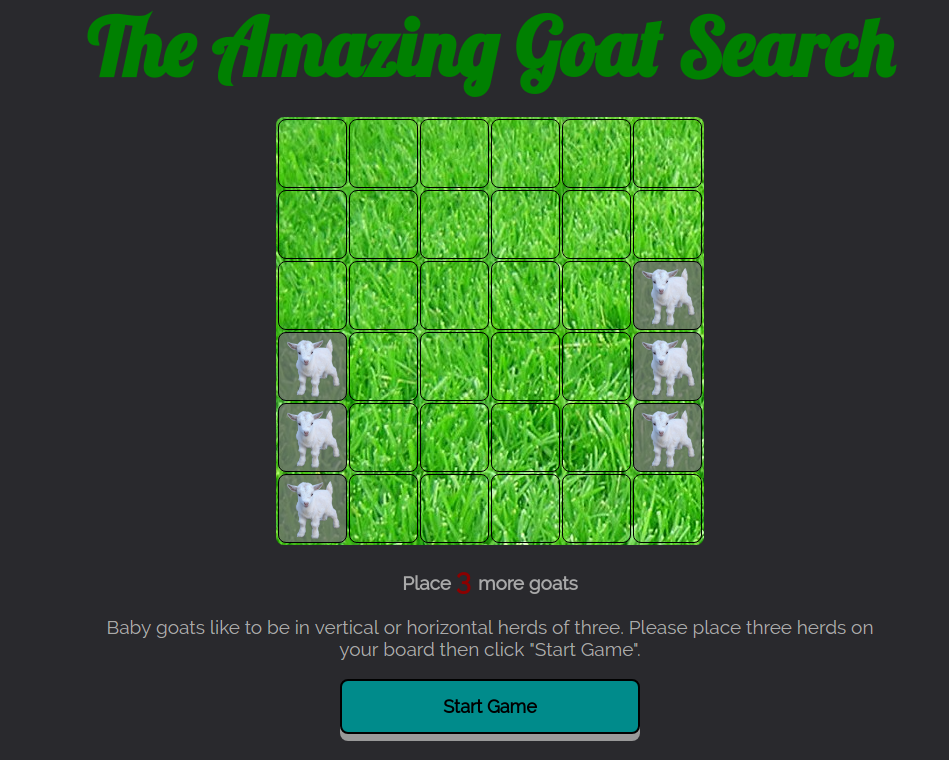 The Amazing Goat Search
Place 3 more goats
Baby goats like to be in vertical or horizontal herds of three. Please place three herds on
your board then click "Start Game".
Start Game